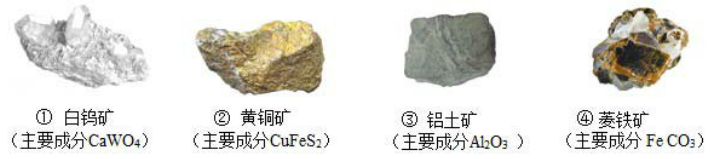 ① 白钨矿
（主要成分CaWO₄）
② 黄铜矿
（主要成分CuFeS₂）
③ 铝土矿
（主要成分Al₂O₃ ）
④菱铁矿
（主要成分 Fe CO₃）